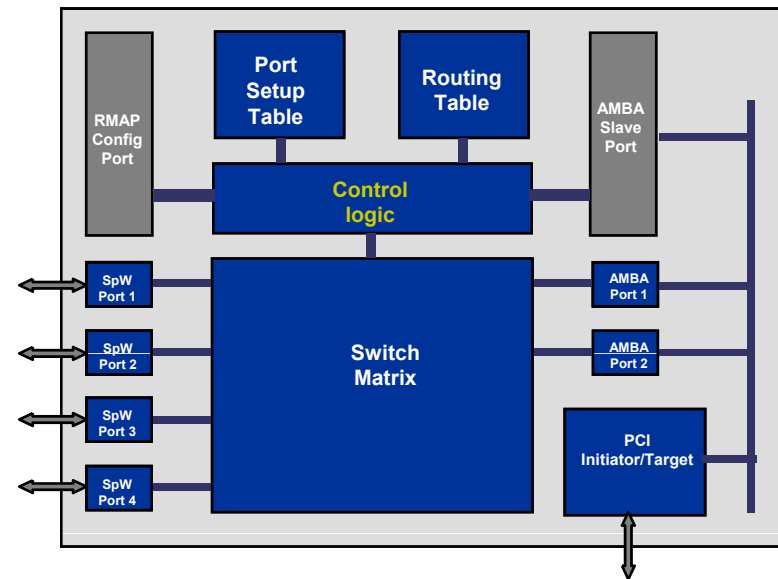 RMAP
Config
Port
Port
Setup
Table
Routing
Table
AMBA
Slave
Port
Control
logic
SpW
Port 1
SpW
Port 2
SpW
Port 3
SpW
Port 4
Switch
Matrix
AMBA
Port 1
AMBA
Port 2
PCI
Initiator/Target